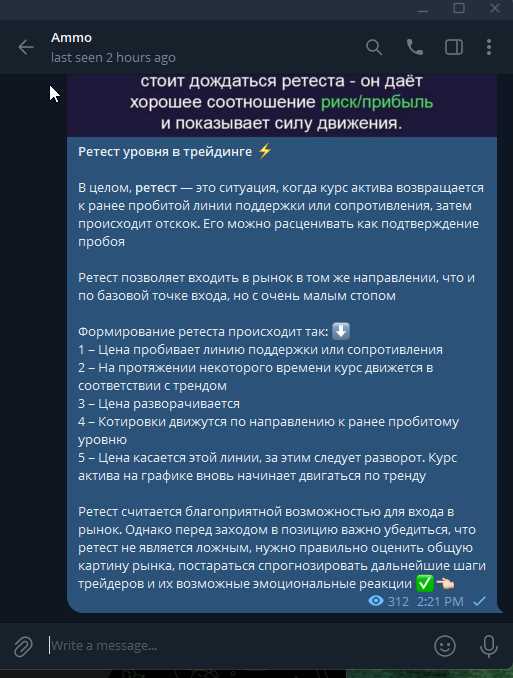 Ammo
last seen 2 hours ago
стоит дождаться ретеста - он даёт
хорошее соотношение риск/прибыль
и показывает силу движения.
Ретест уровня в трейдинге ⚡
В целом, ретест — это ситуация, когда курс актива возвращается
к ранее пробитой линии поддержки или сопротивления, затем
происходит отскок. Его можно расценивать как подтверждение
пробоя
Ретест позволяет входить в рынок в том же направлении, что и
по базовой точке входа, но с очень малым стопом
Формирование ретеста происходит так: ⬇️
1 – Цена пробивает линию поддержки или сопротивления
2 – На протяжении некоторого времени курс движется в
соответствии с трендом
3 – Цена разворачивается
4 – Котировки движутся по направлению к ранее пробитому
уровню
5 – Цена касается этой линии, за этим следует разворот. Курс
актива на графике вновь начинает двигаться по тренду
Ретест считается благоприятной возможностью для входа в
рынок. Однако перед заходом в позицию важно убедиться, что
ретест не является ложным, нужно правильно оценить общую
картину рынка, постараться спрогнозировать дальнейшие шаги
трейдеров и их возможные эмоциональные реакции ✅👈🏻
312 2:21 PM
Write a message...